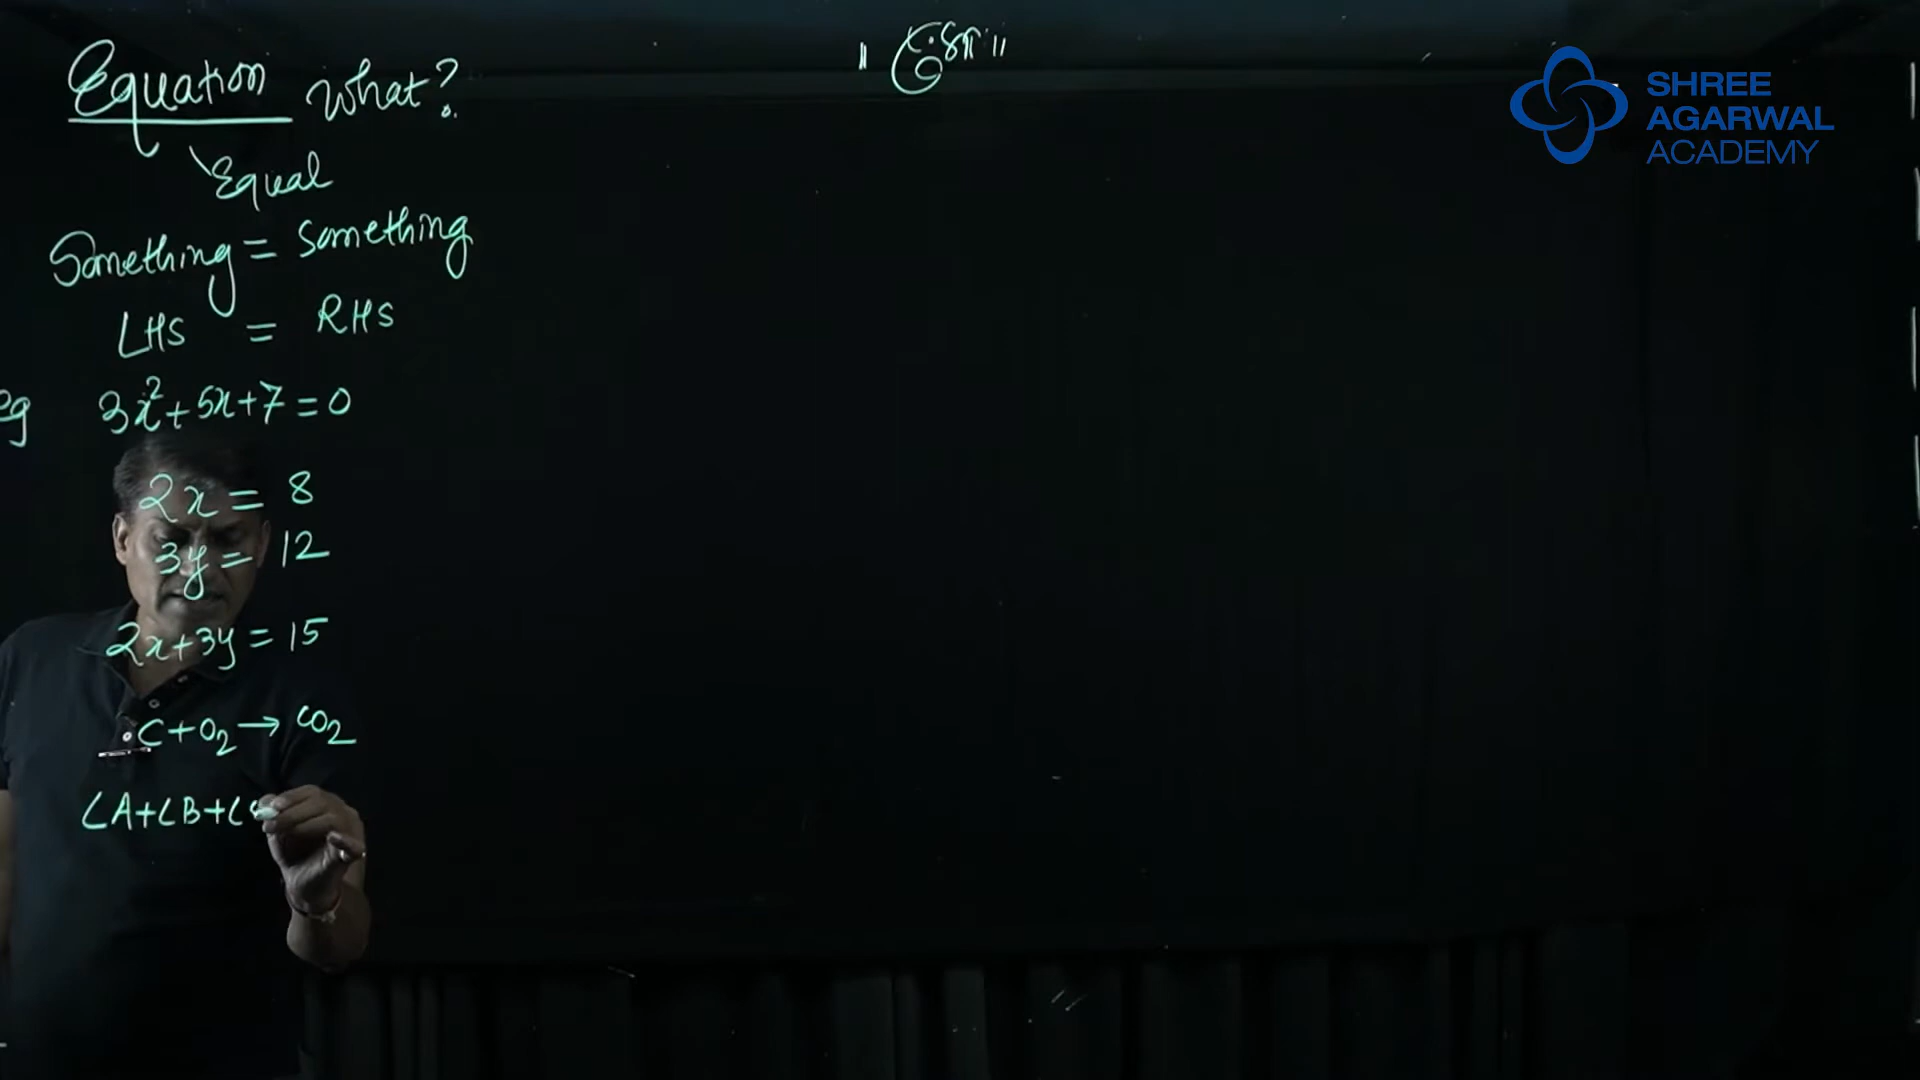 Equation What?
Equal
Something = Something
LHS = RHS
eg 3x²+5x+7=0
2x = 8
3y = 12
2x+3y = 15
C+O₂→CO₂
∠A+∠B+∠
SHREE
AGARWAL
ACADEMY